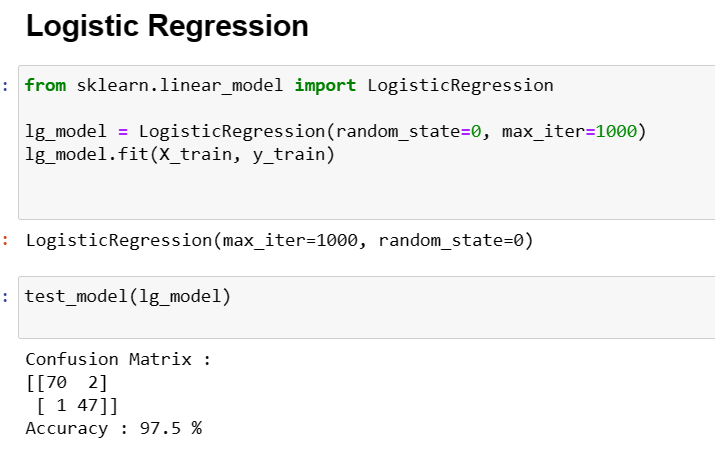 Logistic Regression
: from sklearn.linear_model import LogisticRegression
lg_model = LogisticRegression(random_state=0, max_iter=1000)
lg_model.fit(X_train, y_train)
: LogisticRegression(max_iter=1000, random_state=0)
: test_model(lg_model)
Confusion Matrix :
[[70  2]
 [ 1 47]]
Accuracy : 97.5 %